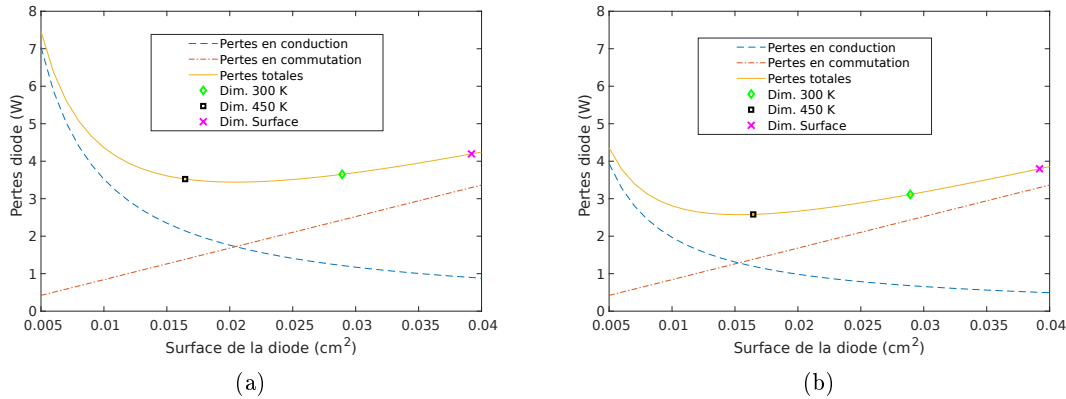 8
7
6
5
4
3
2
1
0
Pertes diode (W)
Pertes en conduction
Pertes en commutation
Pertes totales
Dim. 300 K
Dim. 450 K
Dim. Surface
0.005 0.01 0.015 0.02 0.025 0.03 0.035 0.04
Surface de la diode (cm²)
(a)
8
7
6
5
4
3
2
1
0
Pertes diode (W)
Pertes en conduction
Pertes en commutation
Pertes totales
Dim. 300 K
Dim. 450 K
Dim. Surface
0.005 0.01 0.015 0.02 0.025 0.03 0.035 0.04
Surface de la diode (cm²)
(b)